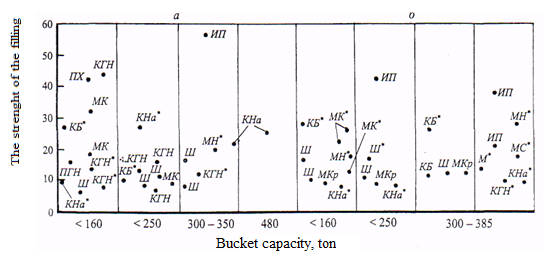 а
о
The strenght of the filling
60
50
40
30
20
10
0
ПХ
КГН
МК
КБ*
МК
ПГН
КГН*
Ш
КГН*
КНа*
КНа*
КГН
КГН
КБ*
Ш
МК
КГН
ИП
МН*
Ш
КГН*
Ш
КНа
КБ*
МК*
МК*
Ш
МН*
Ш
МКр
КНа*
ИП
Ш
Ш
МКр
КНа*
КБ*
КБ
Ш
МКр
ИП
МН*
ИП
МС*
М*
КГН*
КНа*
< 160
< 250
300 – 350
480
< 160
< 250
300 – 385
Bucket capacity, ton